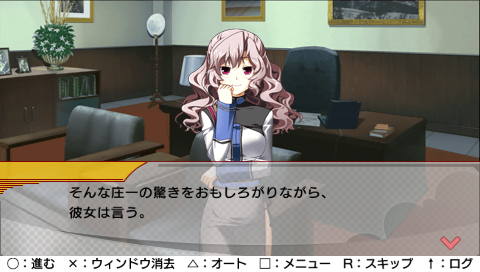 そんな庄一の驚きをおもしろがりながら、
彼女は言う。
○：進む　×：ウィンドウ消去　△：オート　□：メニュー　R：スキップ　↑：ログ